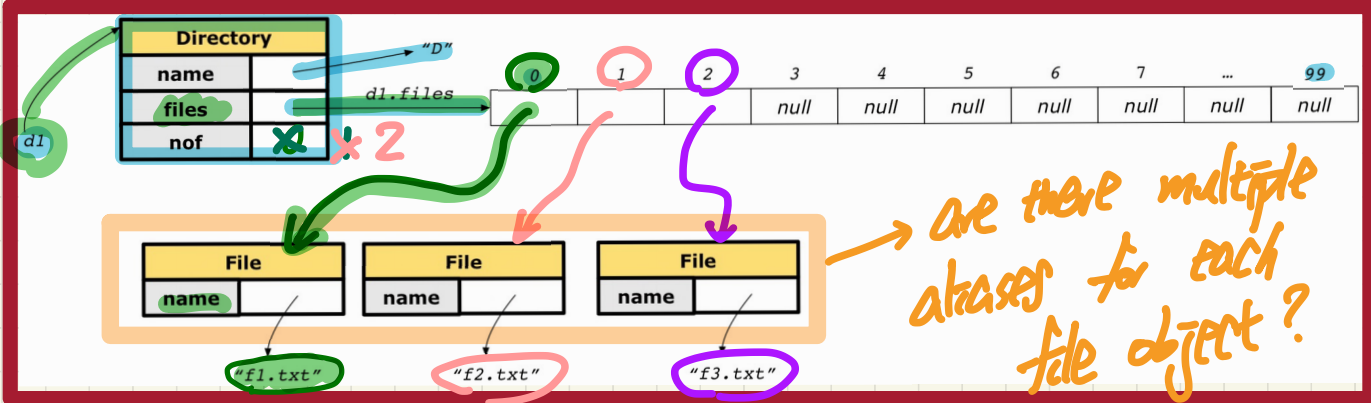 Directory
name
files
nof
d1
"D"
d1.files
2
0 1 2 3 4 5 6 7 ... 99
null null null null null null
File
name
File
name
File
name
"f1.txt"
"f2.txt"
"f3.txt"
are there multiple
aliases for each
file object?